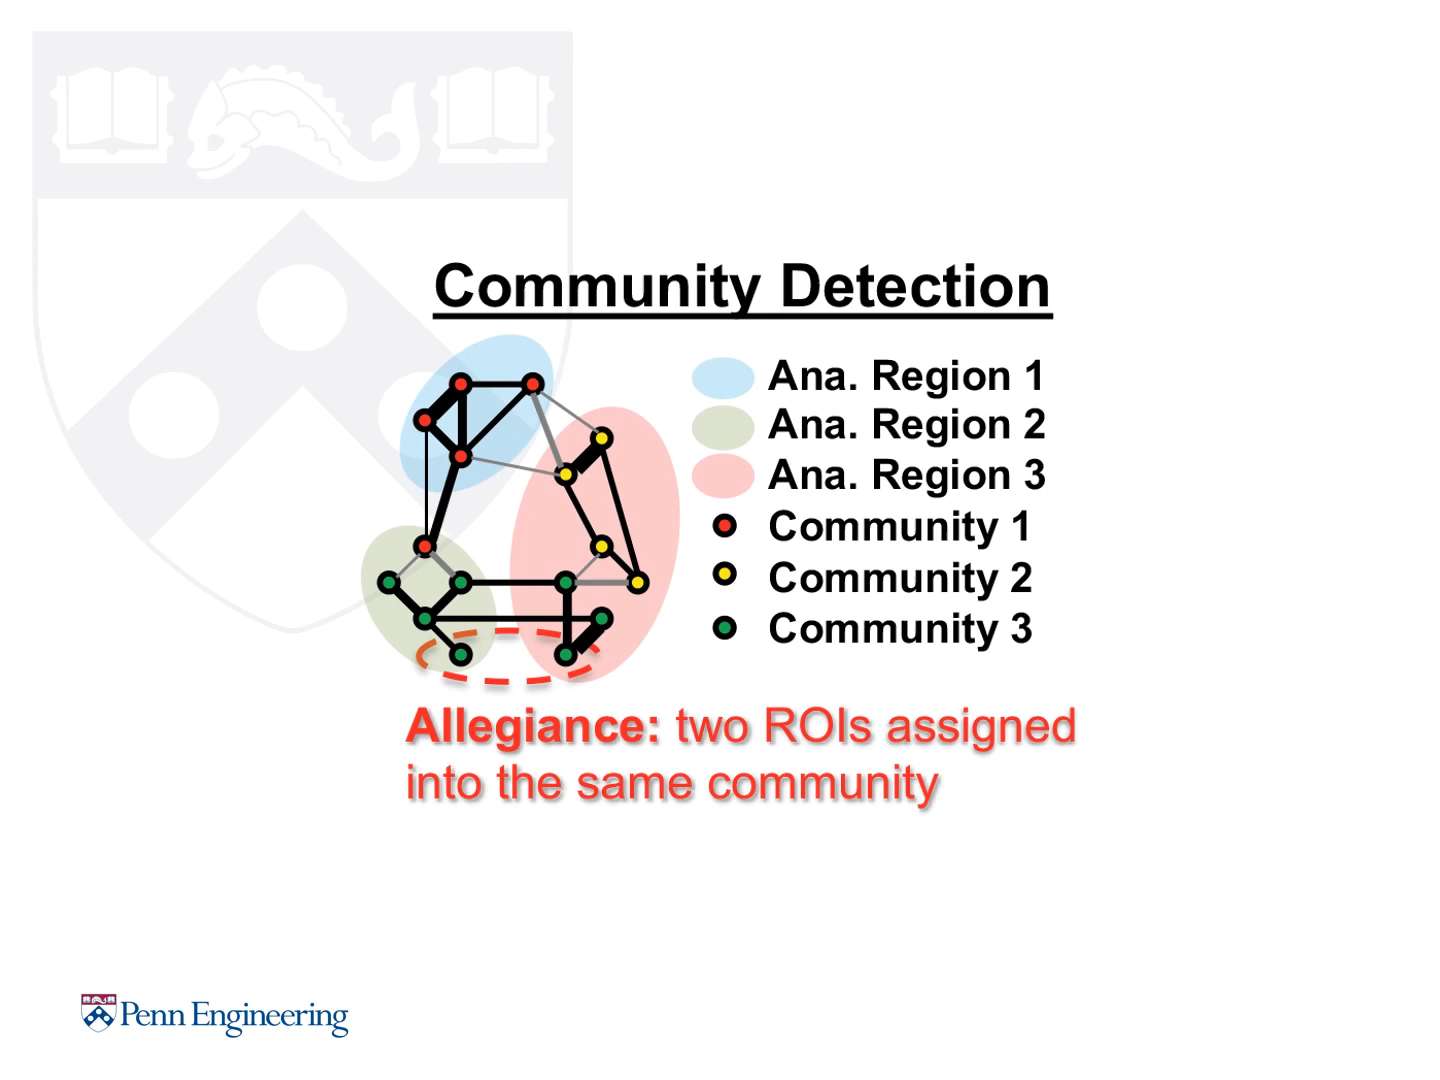 Community Detection
Ana. Region 1
Ana. Region 2
Ana. Region 3
Community 1
Community 2
Community 3
Allegiance: two ROIs assigned
into the same community
Penn Engineering